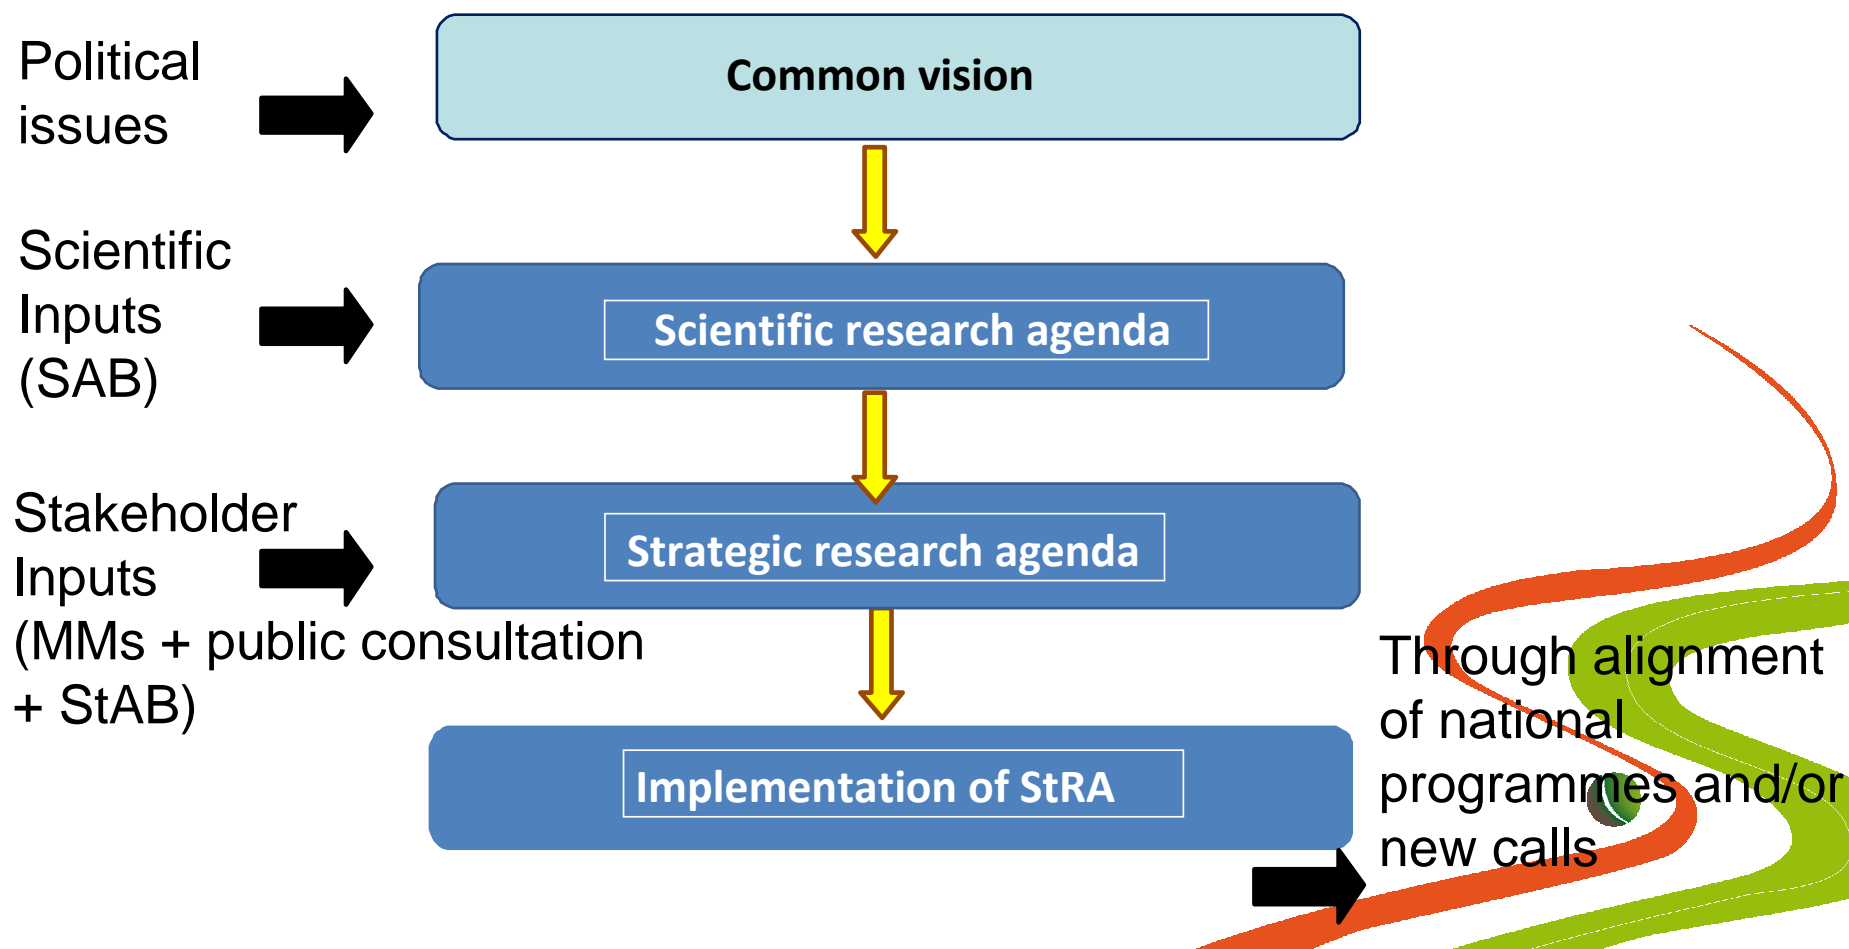 Political
issues
Common vision
Scientific
Inputs
(SAB)
Scientific research agenda
Stakeholder
Inputs
(MMs + public consultation
+ StAB)
Strategic research agenda
Implementation of StRA
Through alignment
of national
programmes and/or
new calls